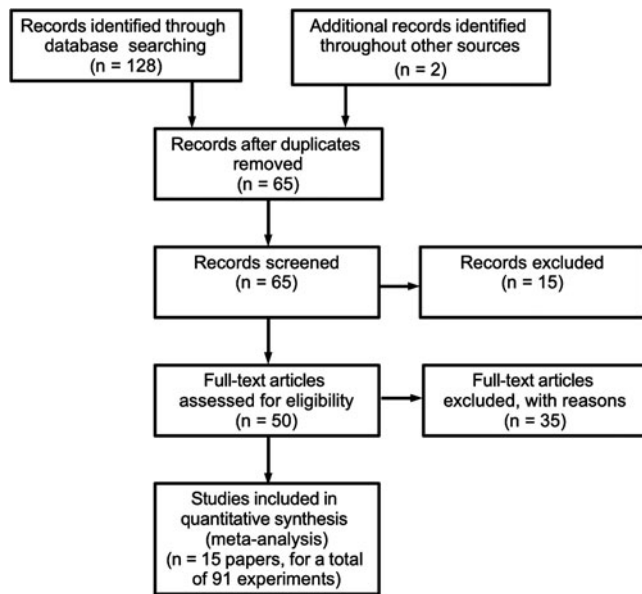 Records identified through
database searching
(n = 128)
Additional records identified
throughout other sources
(n = 2)
Records after duplicates
removed
(n = 65)
Records screened
(n = 65)
Records excluded
(n = 15)
Full-text articles
assessed for eligibility
(n = 50)
Full-text articles
excluded, with reasons
(n = 35)
Studies included in
quantitative synthesis
(meta-analysis)
(n = 15 papers, for a total
of 91 experiments)